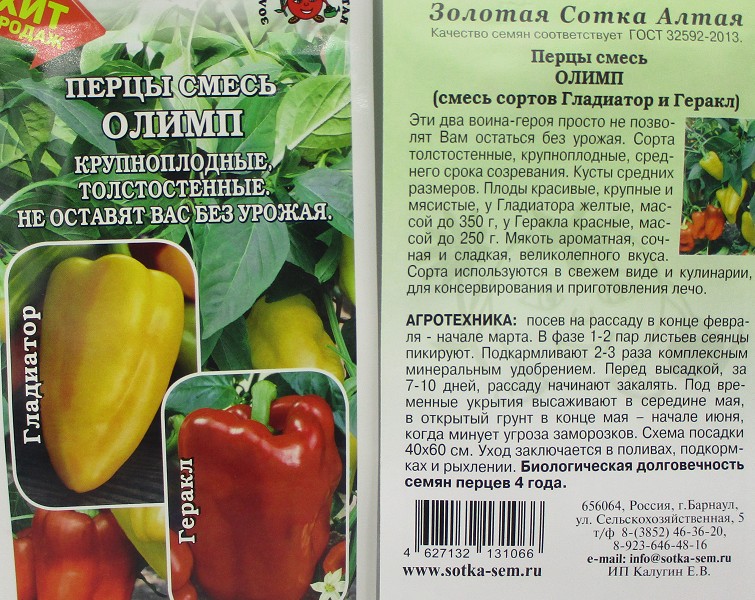 ХИТ
РОДАЖ
ПЕРЦЫ СМЕСЬ
ОЛИМП
КРУПНОПЛОДНЫЕ,
ТОЛСТОСТЕННЫЕ.
НЕ ОСТАВЯТ ВАС БЕЗ УРОЖАЯ.
Гладиатор
Геракл
Золотая Сотка Алтая
Качество семян соответствует ГОСТ 32592-2013.
Перцы смесь
ОЛИМП
(смесь сортов Гладиатор и Геракл)
Эти два воина-героя просто не позво-
лят Вам остаться без урожая. Сорта
толстостенные, крупноплодные, сред-
него срока созревания. Кусты средних
размеров. Плоды красивые, крупные и
мясистые, у Гладиатора желтые, мас-
сой до 350 г, у Геракла красные, мас-
сой до 250 г. Мякоть ароматная, соч-
ная и сладкая, великолепного вкуса.
Сорта используются в свежем виде и кулинарии,
для консервирования и приготовления лечо.
АГРОТЕХНИКА: посев на рассаду в конце февра-
ля - начале марта. В фазе 1-2 пар листьев сеянцы
пикируют. Подкармливают 2-3 раза комплексным
минеральным удобрением. Перед высадкой, за
7-10 дней, рассаду начинают закалять. Под вре-
менные укрытия высаживают в середине мая,
в открытый грунт в конце мая – начале июня,
когда минует угроза заморозков. Схема посадки
40х60 см. Уход заключается в поливах, подкорм-
ках и рыхлении. Биологическая долговечность
семян перцев 4 года.
4 627132 131066
www.sotka-sem.ru
656064, Россия, г.Барнаул,
ул. Сельскохозяйственная, 5
т/ф 8-(3852) 46-36-20,
8-923-646-48-16
e-mail: info@sotka-sem.ru
ИП Калугин Е.В.